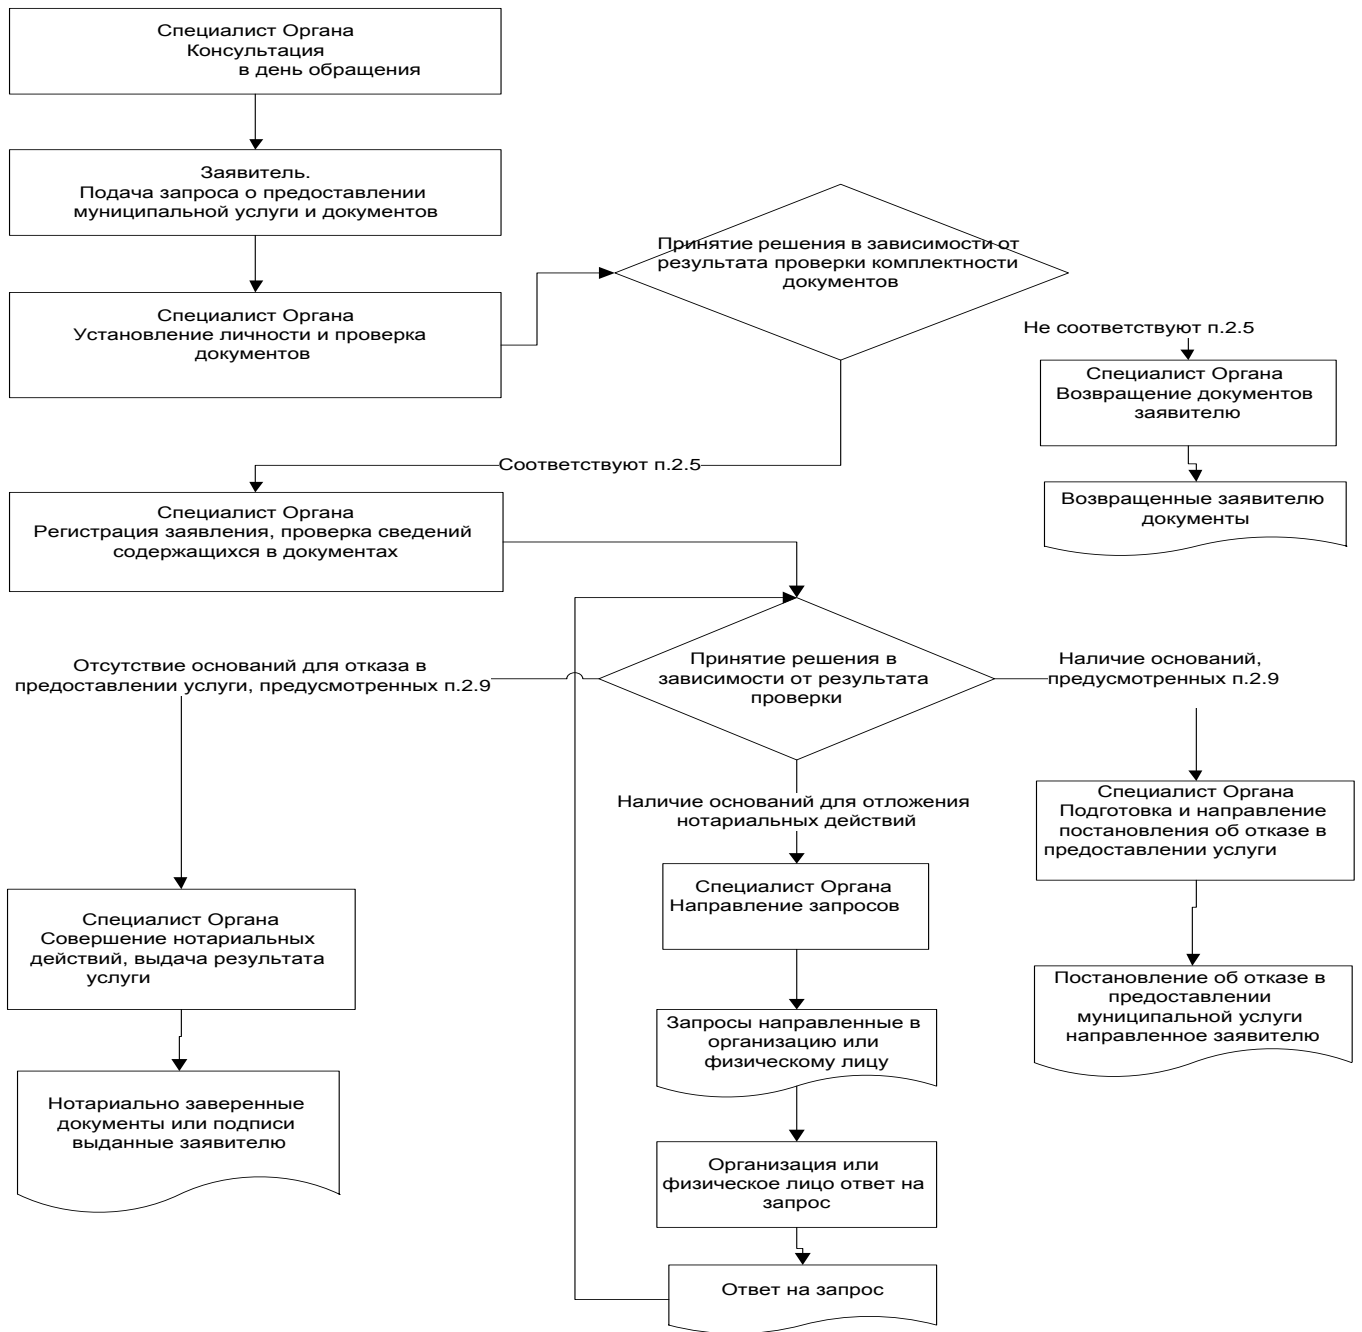 Специалист Органа
Консультация
в день обращения
Заявитель.
Подача запроса о предоставлении
муниципальной услуги и документов
Специалист Органа
Установление личности и проверка
документов
Принятие решения в зависимости от
результата проверки комплектности
документов
Не соответствуют п.2.5
Специалист Органа
Возвращение документов
заявителю
Возвращенные заявителю
документы
Соответствуют п.2.5
Специалист Органа
Регистрация заявления, проверка сведений
содержащихся в документах
Принятие решения в
зависимости от результата
проверки
Отсутствие оснований для отказа в
предоставлении услуги, предусмотренных п.2.9
Наличие оснований,
предусмотренных п.2.9
Наличие оснований для отложения
нотариальных действий
Специалист Органа
Подготовка и направление
постановления об отказе в
предоставлении услуги
Специалист Органа
Направление запросов
Специалист Органа
Совершение нотариальных
действий, выдача результата
услуги
Постановление об отказе в
предоставлении
муниципальной услуги
направленное заявителю
Запросы направленные в
организацию или
физическому лицу
Нотариально заверенные
документы или подписи
выданные заявителю
Организация или
физическое лицо ответ на
запрос
Ответ на запрос